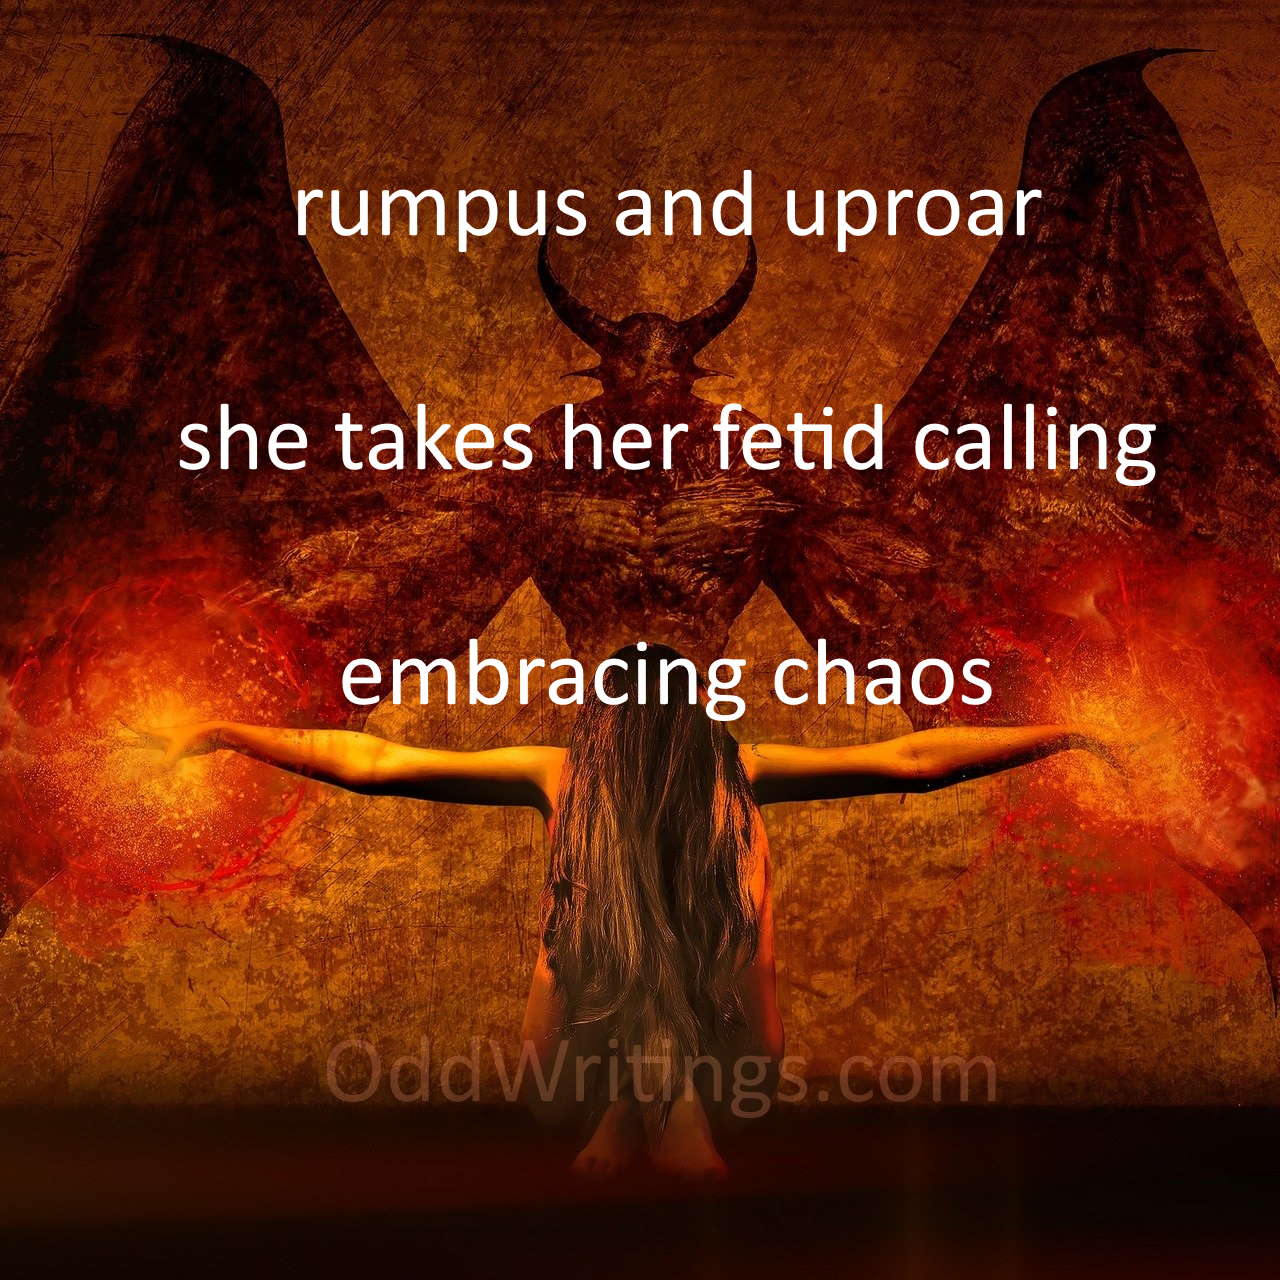 rumpus and uproar
she takes her fetid calling
embracing chaos
OddWritings.com